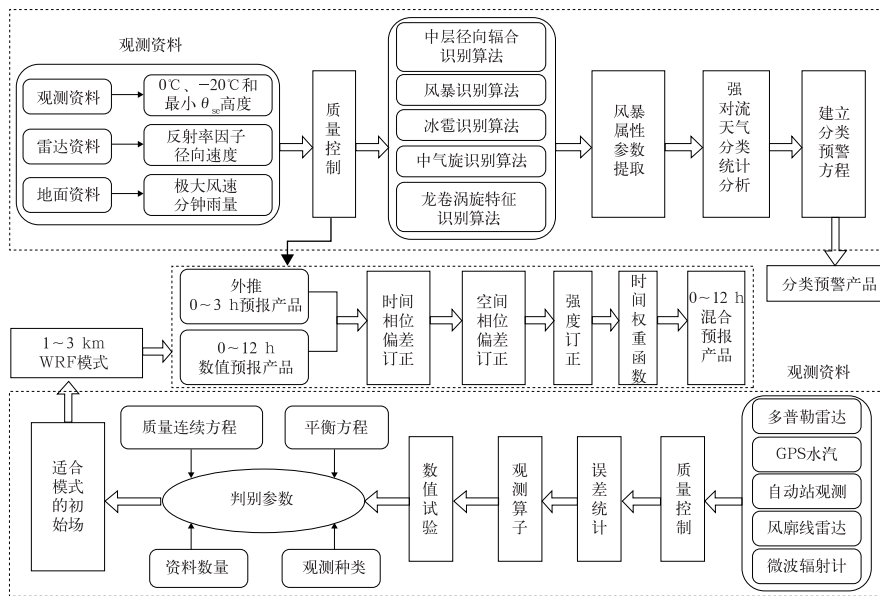 观测资料
观测资料
0℃、−20℃和
最小θse高度
雷达资料
反射率因子
径向速度
地面资料
极大风速
分钟雨量
质量控制
中层径向辐合
识别算法
风暴识别算法
冰雹识别算法
中气旋识别算法
龙卷涡旋特征
识别算法
风暴
属性
参数
提取
强
对流
天气
分类
统计
分析
建立
分类
预警
方程
分类预警产品
外推
0~3 h预报产品
0~12 h
数值预报产品
时间
相位
偏差
订正
空间
相位
偏差
订正
强度订正
时间权重函数
0~12 h
混合
预报
产品
1~3 km
WRF模式
观测资料
多普勒雷达
GPS水汽
自动站观测
风廓线雷达
微波辐射计
质量控制
误差统计
观测算子
数值试验
质量连续方程
平衡方程
判别参数
资料数量
观测种类
适合
模式
的初
始场